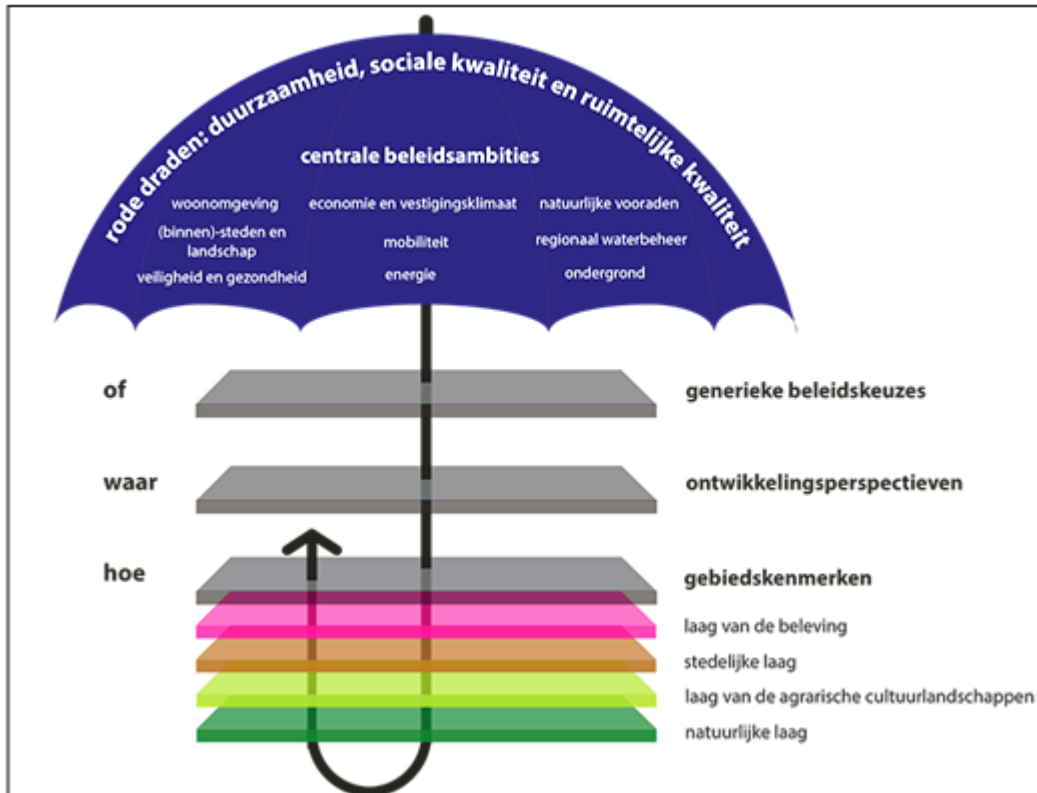 rode draden: duurzaamheid, sociale kwaliteit en ruimtelijke kwaliteit
centrale beleidsambities
woonomgeving
(binnen)-steden en
landschap
veiligheid en gezondheid
economie en vestigingsklimaat
mobiliteit
energie
natuurlijke vooraden
regionaal waterbeheer
ondergrond
of
generieke beleidskeuzes
waar
ontwikkelingsperspectieven
hoe
gebiedskenmerken
laag van de beleving
stedelijke laag
laag van de agrarische cultuurlandschappen
natuurlijke laag